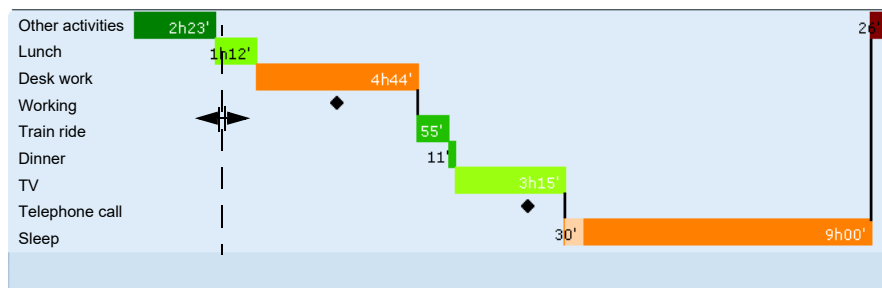 Other activities 2h23' 26'
Lunch 1h12'
Desk work 4h44'
Working
Train ride 55'
Dinner 11'
TV 3h15'
Telephone call
Sleep 30' 9h00'